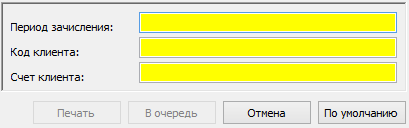 Период зачисления:
Код клиента:
Счет клиента:
Печать В очередь Отмена По умолчанию